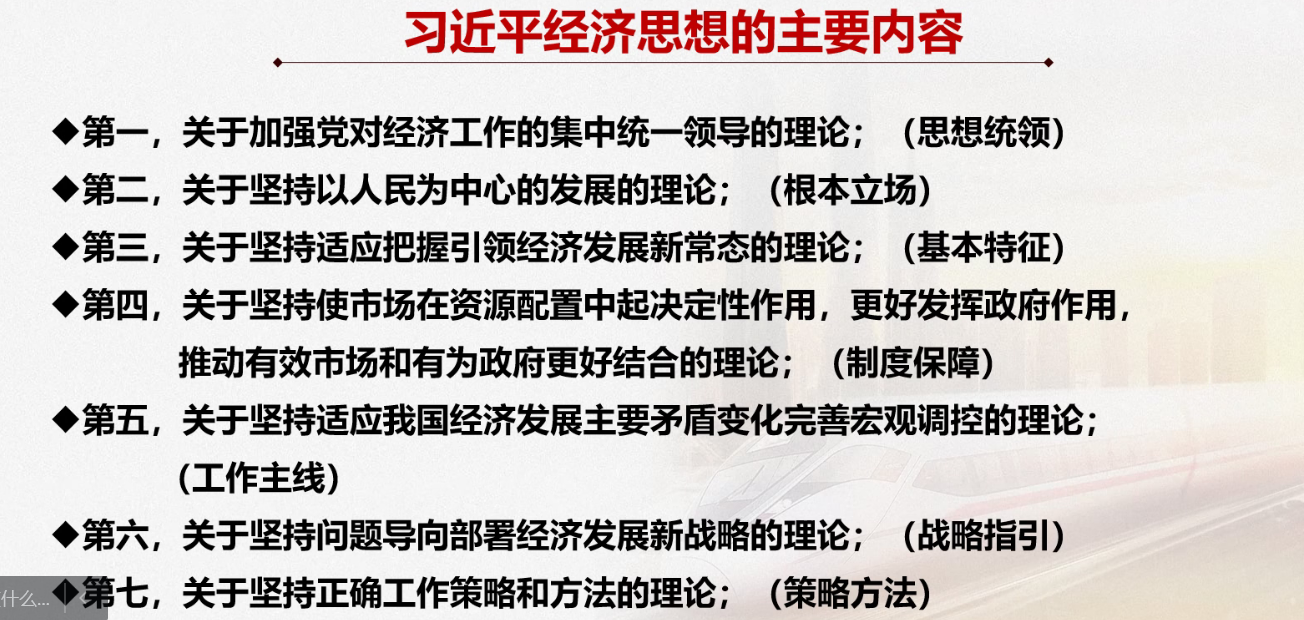 习近平经济思想的主要内容
◆第一，关于加强党对经济工作的集中统一领导的理论；（思想统领）
◆第二，关于坚持以人民为中心的发展的理论；（根本立场）
◆第三，关于坚持适应把握引领经济发展新常态的理论；（基本特征）
◆第四，关于坚持使市场在资源配置中起决定性作用，更好发挥政府作用，
推动有效市场和有为政府更好结合的理论；（制度保障）
◆第五，关于坚持适应我国经济发展主要矛盾变化完善宏观调控的理论；
（工作主线）
◆第六，关于坚持问题导向部署经济发展新战略的理论；（战略指引）
◆第七，关于坚持正确工作策略和方法的理论；（策略方法）
什么...